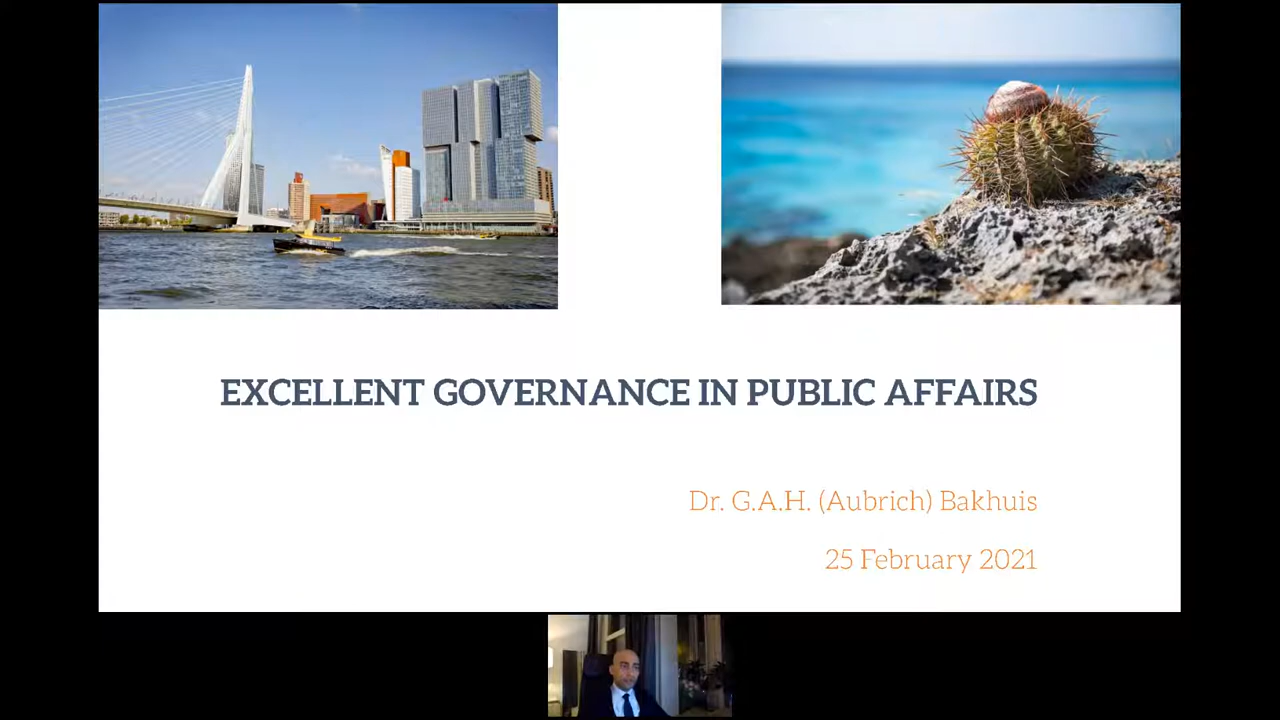 EXCELLENT GOVERNANCE IN PUBLIC AFFAIRS
Dr. G.A.H. (Aubrich) Bakhuis
25 February 2021